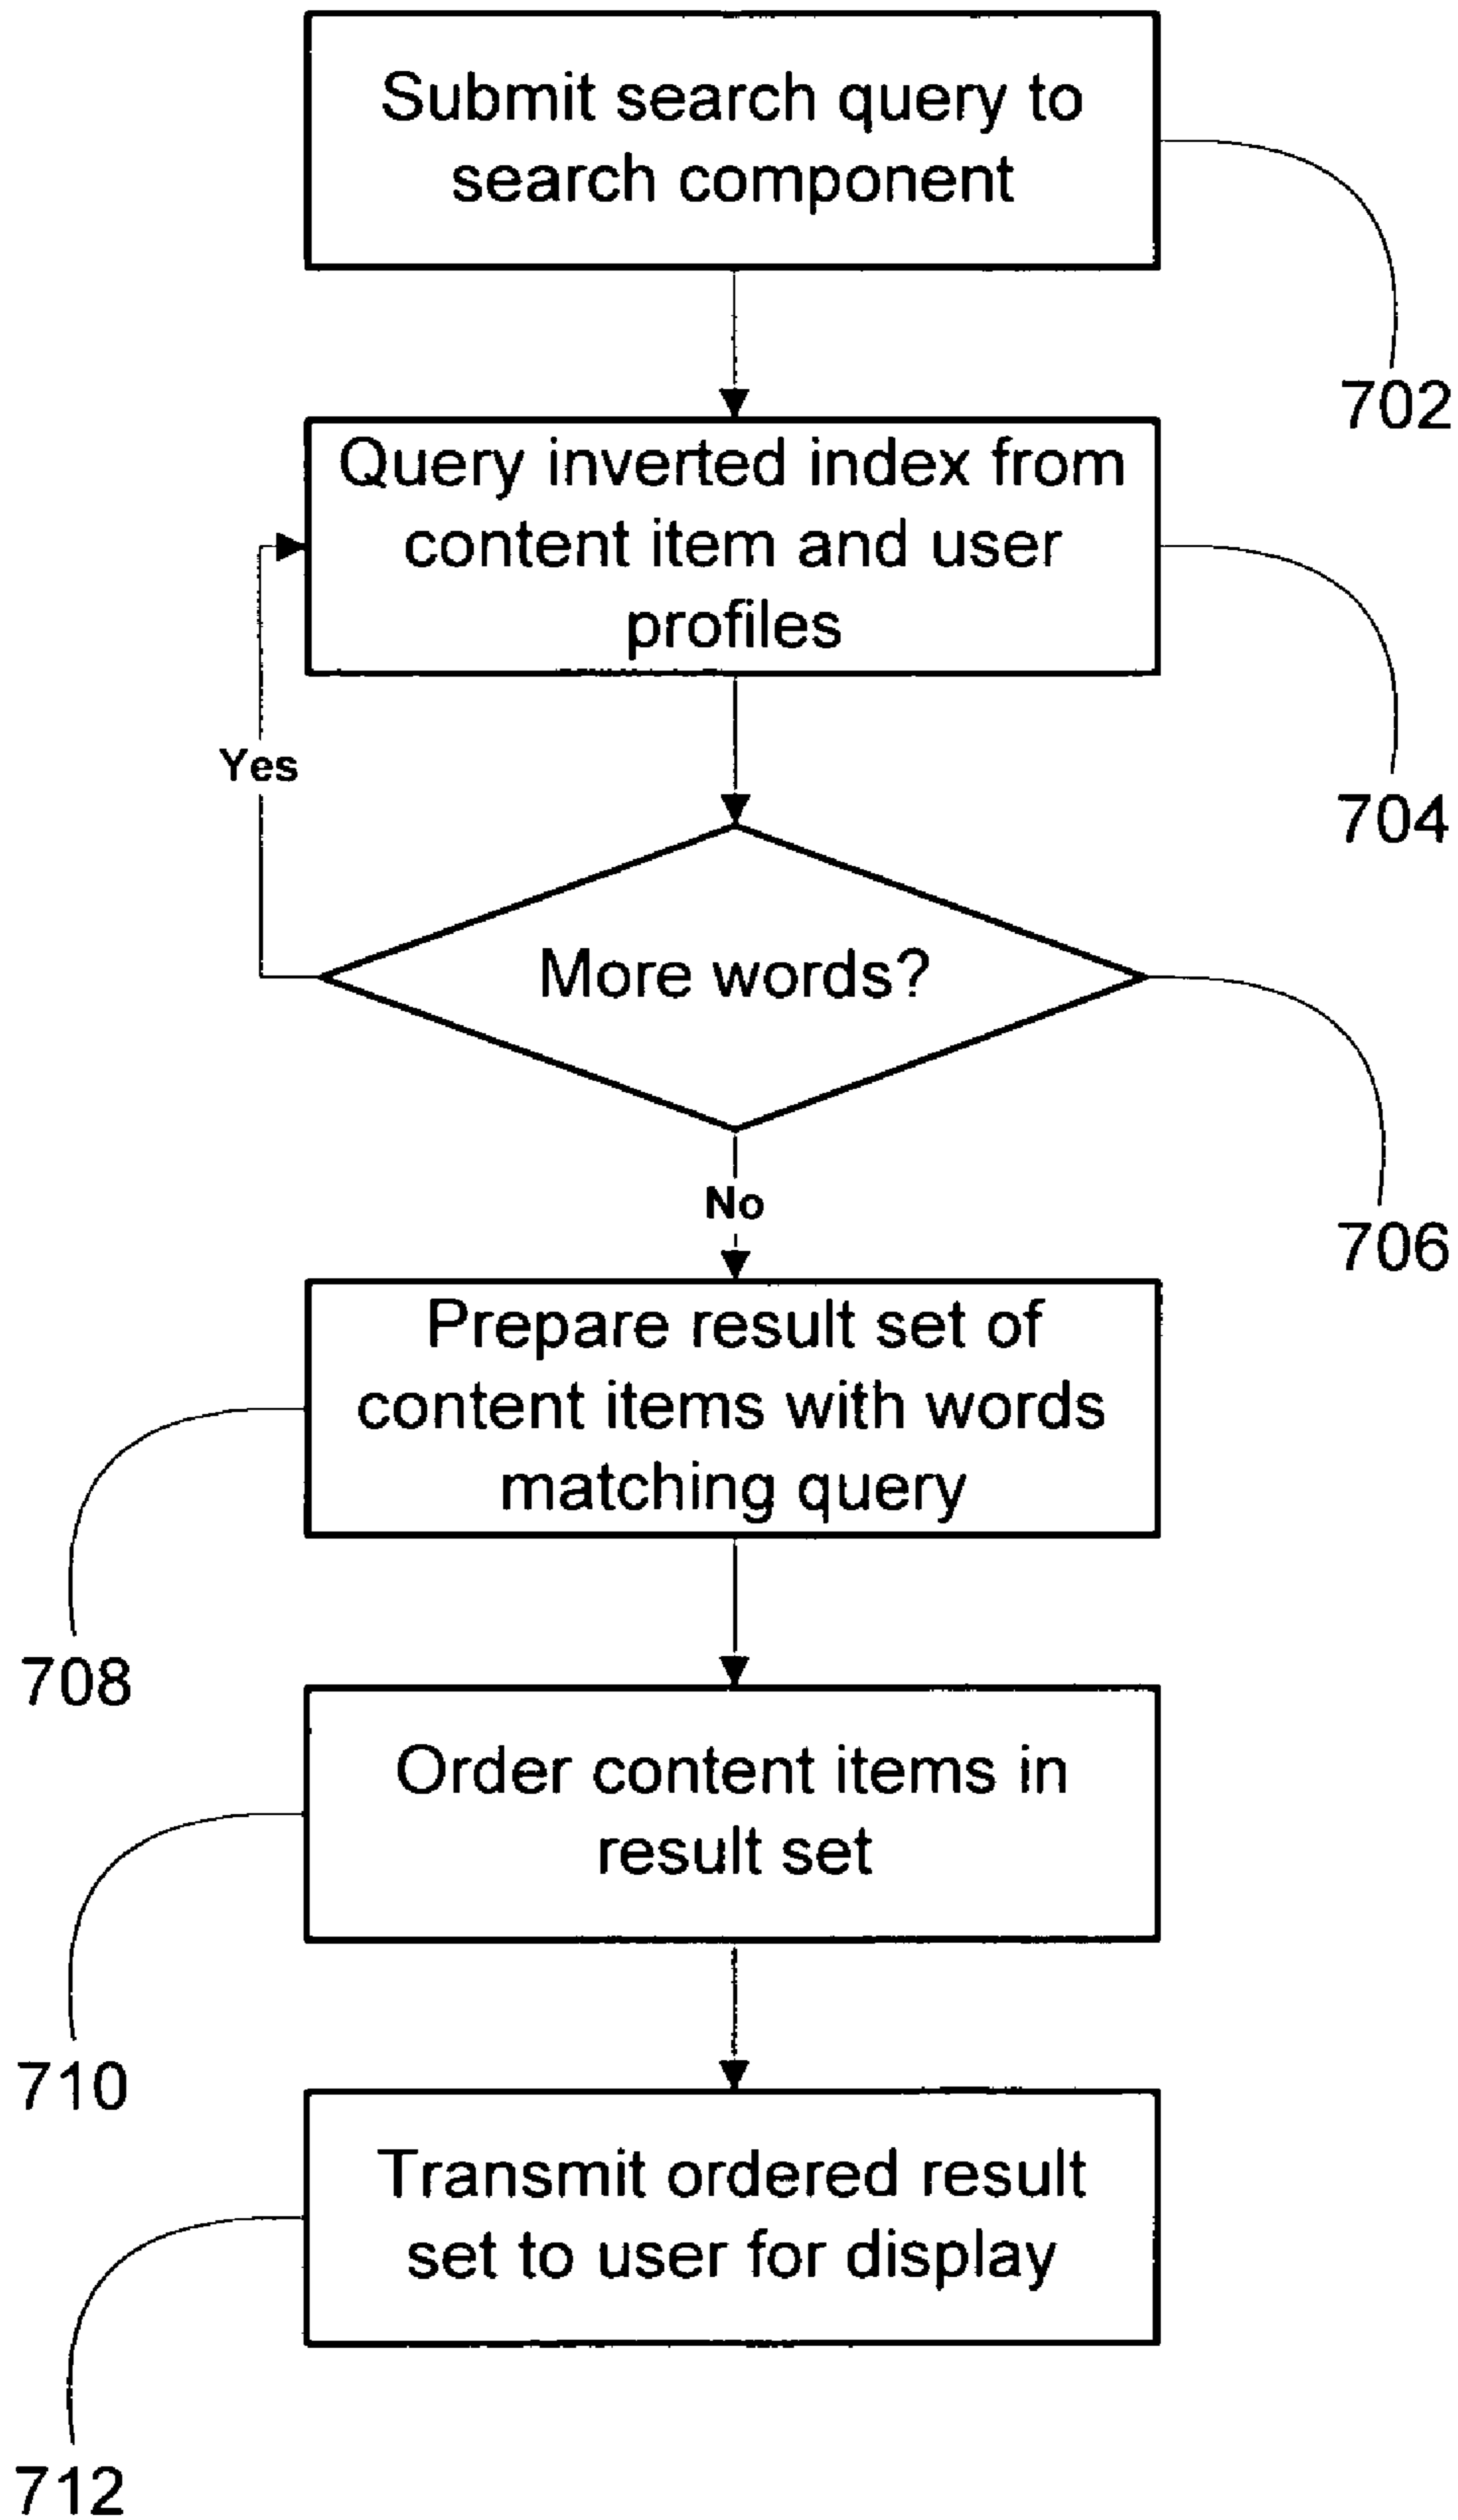 Submit search query to
search component
702
Query inverted index from
content item and user
profiles
704
Yes
More words?
706
No
Prepare result set of
content items with words
matching query
708
Order content items in
result set
710
Transmit ordered result
set to user for display
712